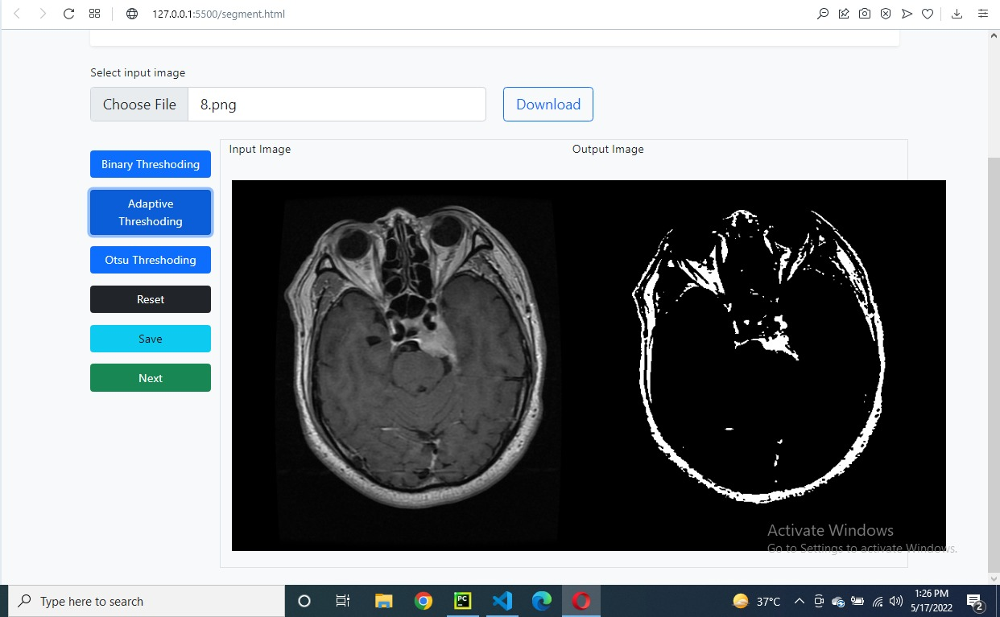 127.0.0.1:5500/segment.html
Select input image
Choose File 8.png Download
Input Image Output Image
Binary Threshoding
Adaptive
Threshoding
Otsu Threshoding
Reset
Save
Next
Activate Windows
Go to Settings to activate Windows.
Type here to search
PC
37°C
1:26 PM
5/17/2022
2